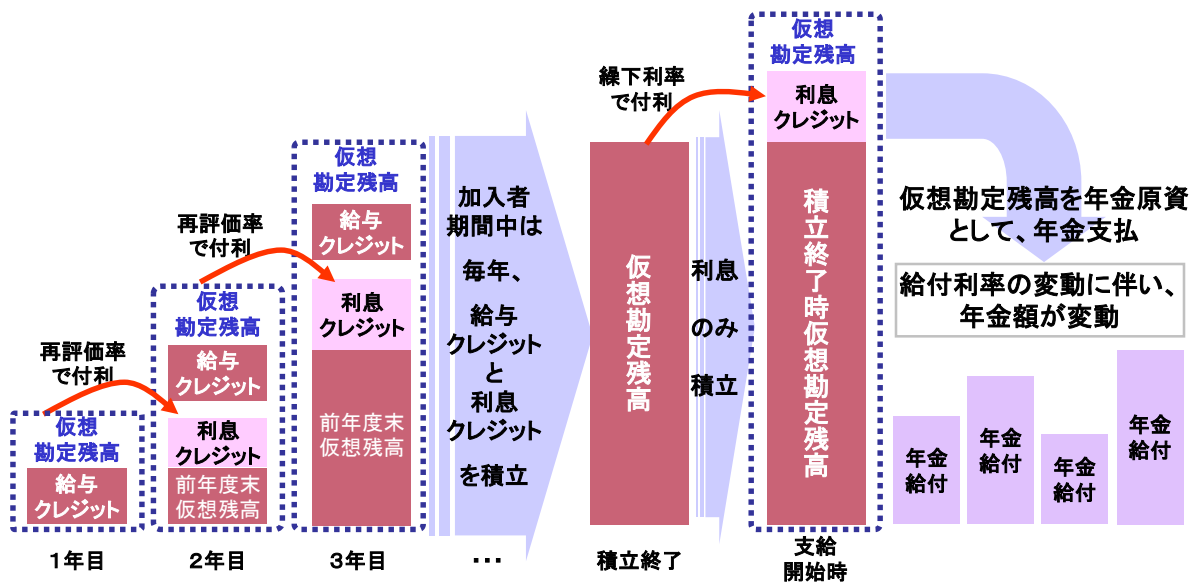 仮想
勘定残高
給与
クレジット
1年目
再評価率
で付利
仮想
勘定残高
給与
クレジット
利息
クレジット
前年度末
仮想残高
2年目
再評価率
で付利
仮想
勘定残高
給与
クレジット
利息
クレジット
前年度末
仮想残高
3年目
加入者
期間中は
毎年、
給与
クレジット
と
利息
クレジット
を積立
・・・
仮想勘定残高
積立終了
繰下利率
で付利
利息
のみ
積立
仮想
勘定残高
利息
クレジット
積立終了時仮想勘定残高
支給
開始時
仮想勘定残高を年金原資
として、年金支払
給付利率の変動に伴い、
年金額が変動
年金
給付
年金
給付
年金
給付
年金
給付